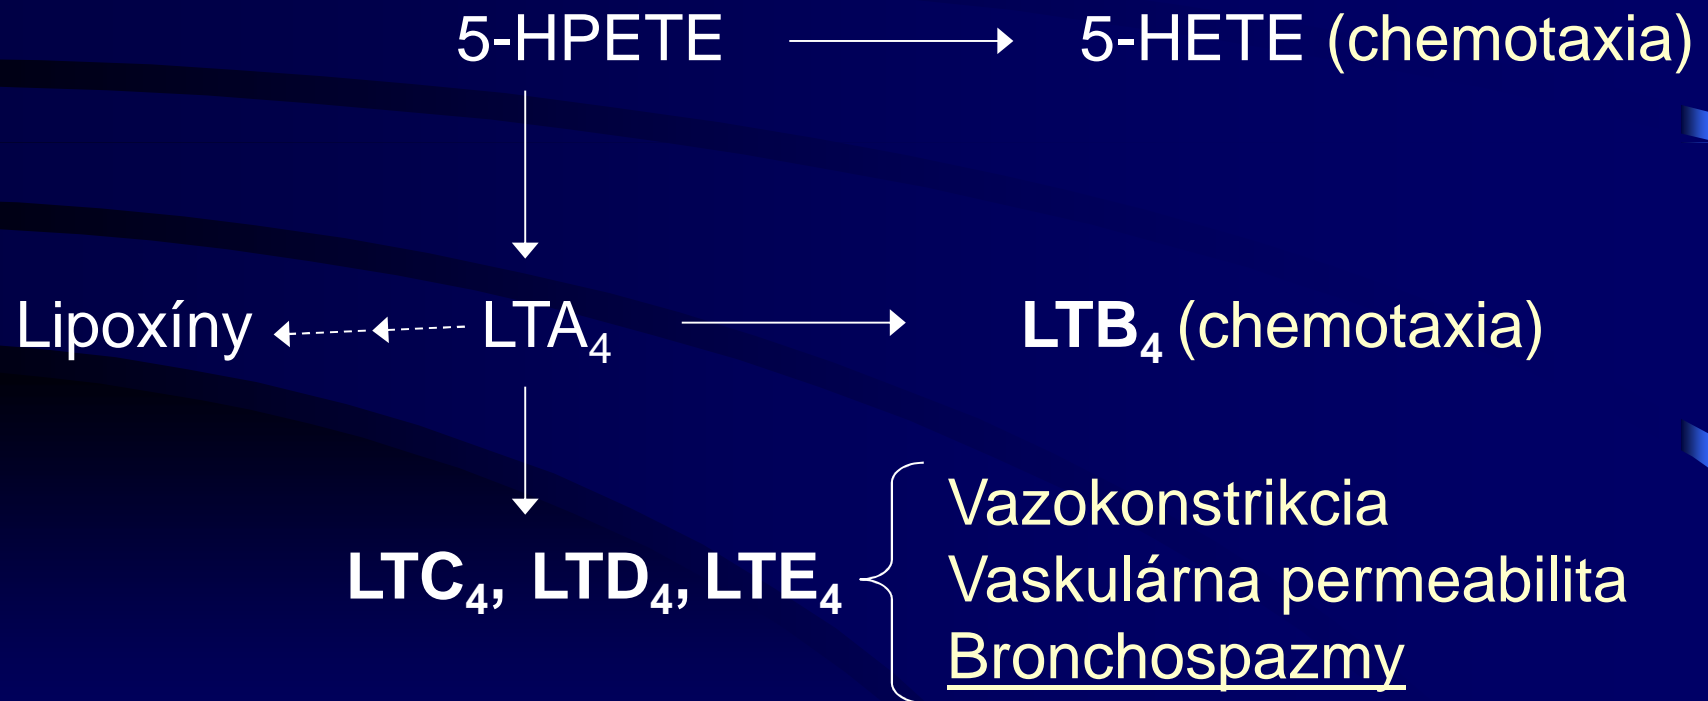 5-HPETE 5-HETE (chemotaxia)
Lipoxíny LTA₄ LTB₄ (chemotaxia)
LTC₄, LTD₄, LTE₄
Vazokonstrikcia
Vaskulárna permeabilita
Bronchospazmy